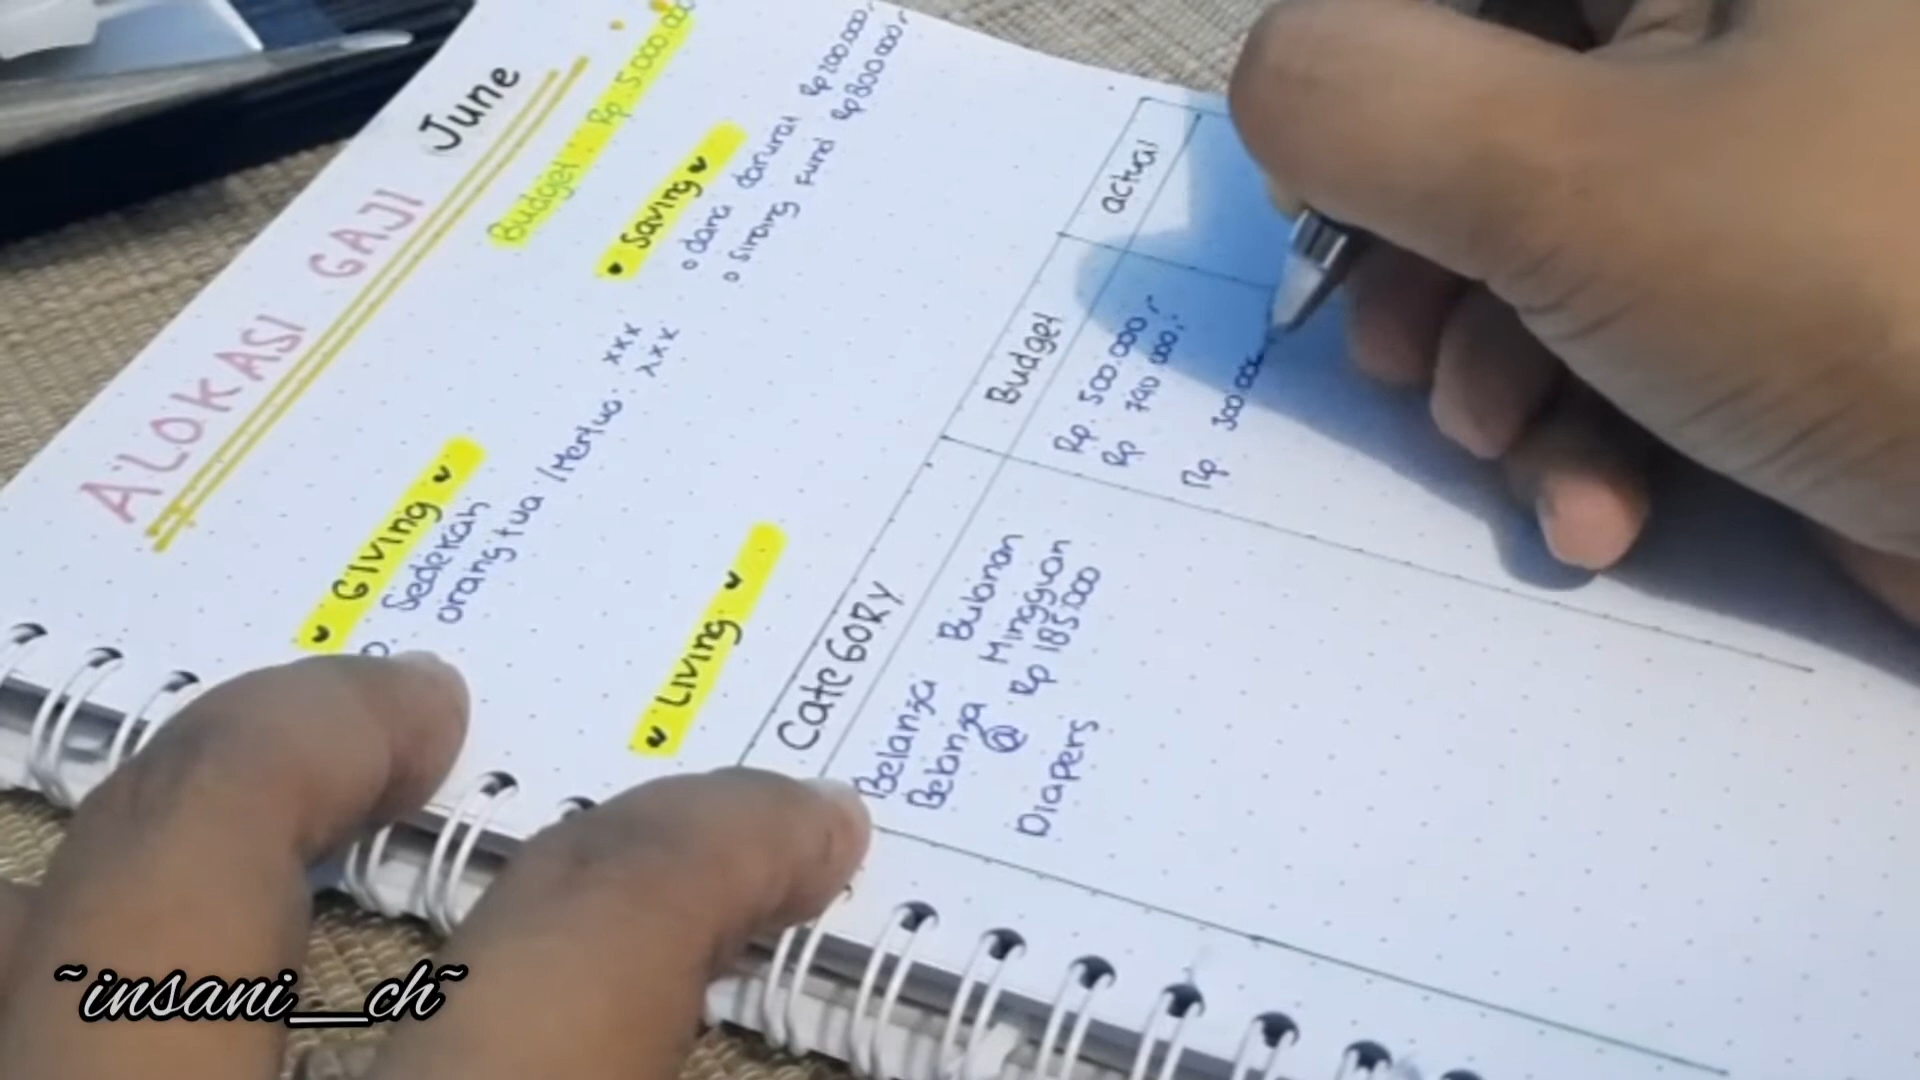 ALOKASI GAJI June
Budget : Rp 5.000.00
Giving
Sedekah xxx
orang tua / Mertua. xxx
Saving
dana darurat Rp 200.000,-
sinking Fund Rp 800.000,-
Living
CateGORY Budget actual
Belanja Bulanan Rp 500.000,-
Belanja Mingguan Rp 740.000,-
@ Rp 185.000
Diapers Rp 300.000
~insani__ch~